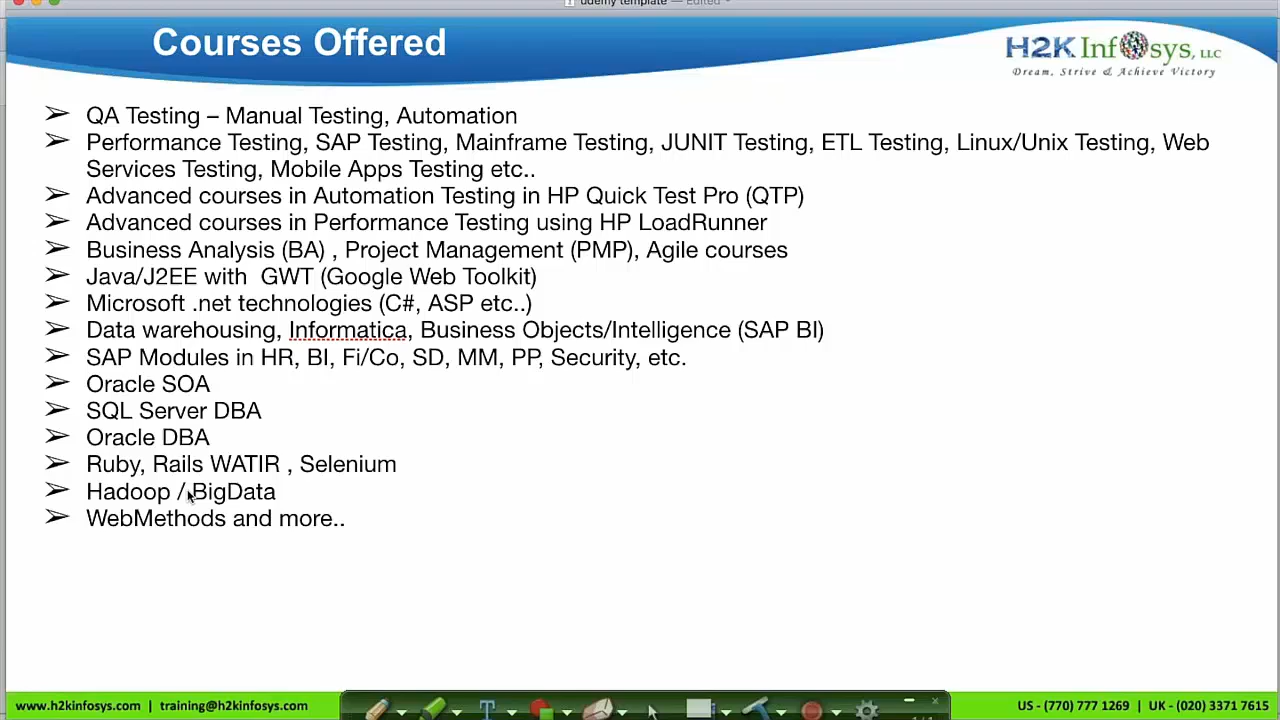 udemy template — Edited
Courses Offered
H2K Infosys, LLC
Dream, Strive & Achieve Victory
➢ QA Testing – Manual Testing, Automation
➢ Performance Testing, SAP Testing, Mainframe Testing, JUNIT Testing, ETL Testing, Linux/Unix Testing, Web
Services Testing, Mobile Apps Testing etc..
➢ Advanced courses in Automation Testing in HP Quick Test Pro (QTP)
➢ Advanced courses in Performance Testing using HP LoadRunner
➢ Business Analysis (BA) , Project Management (PMP), Agile courses
➢ Java/J2EE with  GWT (Google Web Toolkit)
➢ Microsoft .net technologies (C#, ASP etc..)
➢ Data warehousing, Informatica, Business Objects/Intelligence (SAP BI)
➢ SAP Modules in HR, BI, Fi/Co, SD, MM, PP, Security, etc.
➢ Oracle SOA
➢ SQL Server DBA
➢ Oracle DBA
➢ Ruby, Rails WATIR , Selenium
➢ Hadoop / BigData
➢ WebMethods and more..
www.h2kinfosys.com | training@h2kinfosys.com
US - (770) 777 1269 | UK - (020) 3371 7615